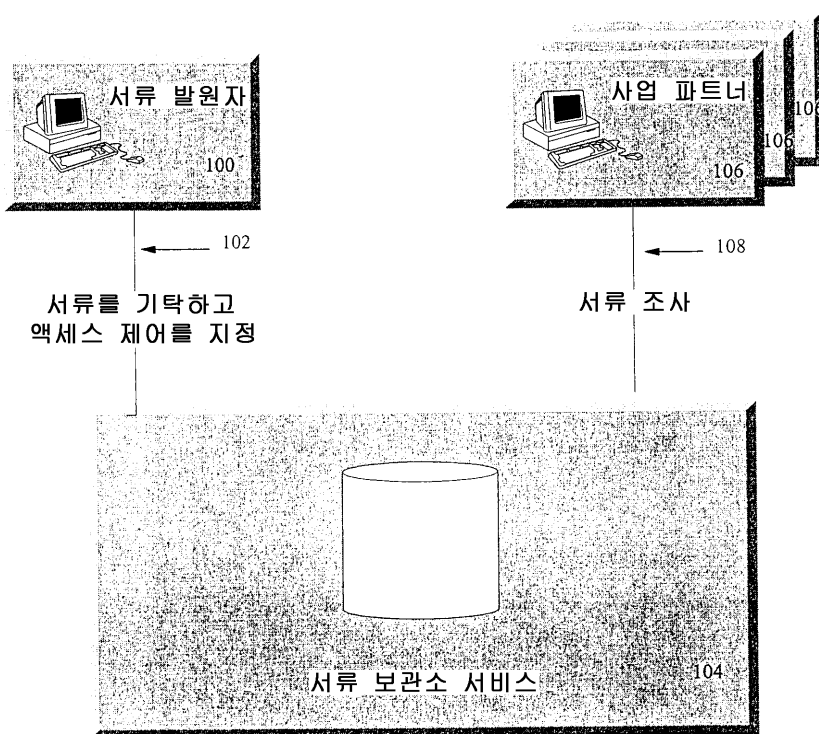 서류 발원자
100
사업 파트너
106
106
106
102
108
서류를 기탁하고
액세스 제어를 지정
서류 조사
서류 보관소 서비스
104